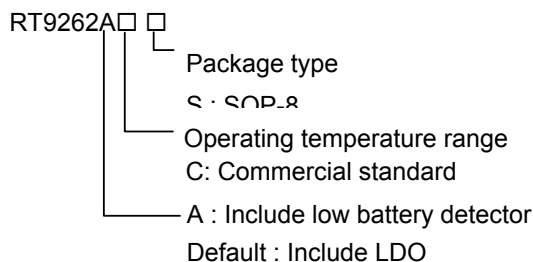 RT9262A□ □
Package type
S : SOP-8
Operating temperature range
C: Commercial standard
A : Include low battery detector
Default : Include LDO